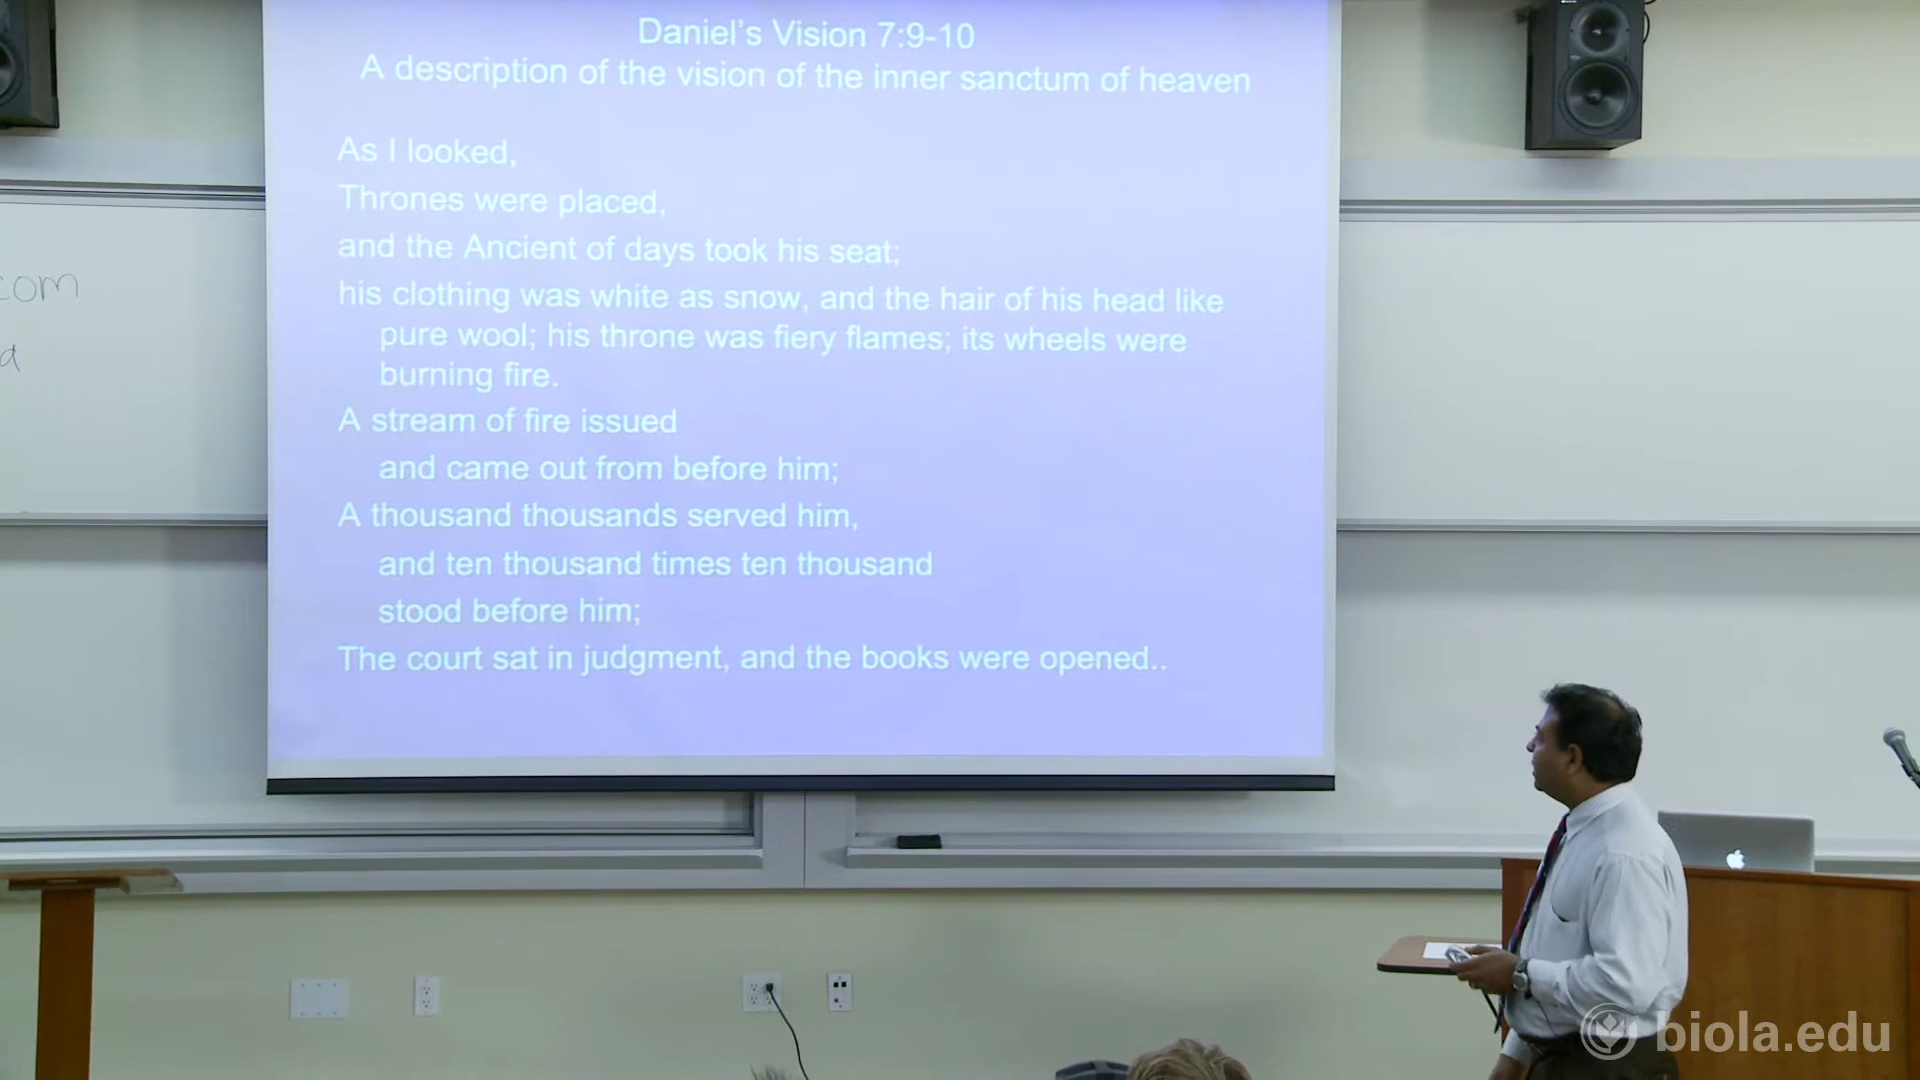 Daniel's Vision 7:9-10
A description of the vision of the inner sanctum of heaven
As I looked,
Thrones were placed,
and the Ancient of days took his seat;
his clothing was white as snow, and the hair of his head like
pure wool; his throne was fiery flames; its wheels were
burning fire.
A stream of fire issued
and came out from before him;
A thousand thousands served him,
and ten thousand times ten thousand
stood before him;
The court sat in judgment, and the books were opened..
com
biola.edu